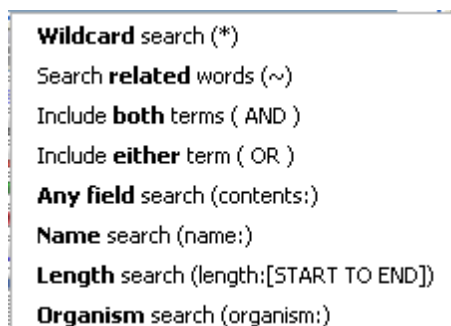 Wildcard search (*)
Search related words (~)
Include both terms ( AND )
Include either term ( OR )
Any field search (contents:)
Name search (name:)
Length search (length:[START TO END])
Organism search (organism:)